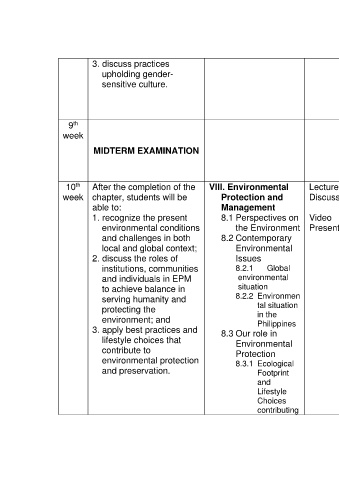 3. discuss practices
upholding gender-
sensitive culture.
9th
week
MIDTERM EXAMINATION
10th
week
After the completion of the
chapter, students will be
able to:
1. recognize the present
environmental conditions
and challenges in both
local and global context;
2. discuss the roles of
institutions, communities
and individuals in EPM
to achieve balance in
serving humanity and
protecting the
environment; and
3. apply best practices and
lifestyle choices that
contribute to
environmental protection
and preservation.
VIII. Environmental
Protection and
Management
8.1 Perspectives on
the Environment
8.2 Contemporary
Environmental
Issues
8.2.1 Global
environmental
situation
8.2.2 Environmen
tal situation
in the
Philippines
8.3 Our role in
Environmental
Protection
8.3.1 Ecological
Footprint
and
Lifestyle
Choices
contributing
Lecture
Discuss
Video
Present